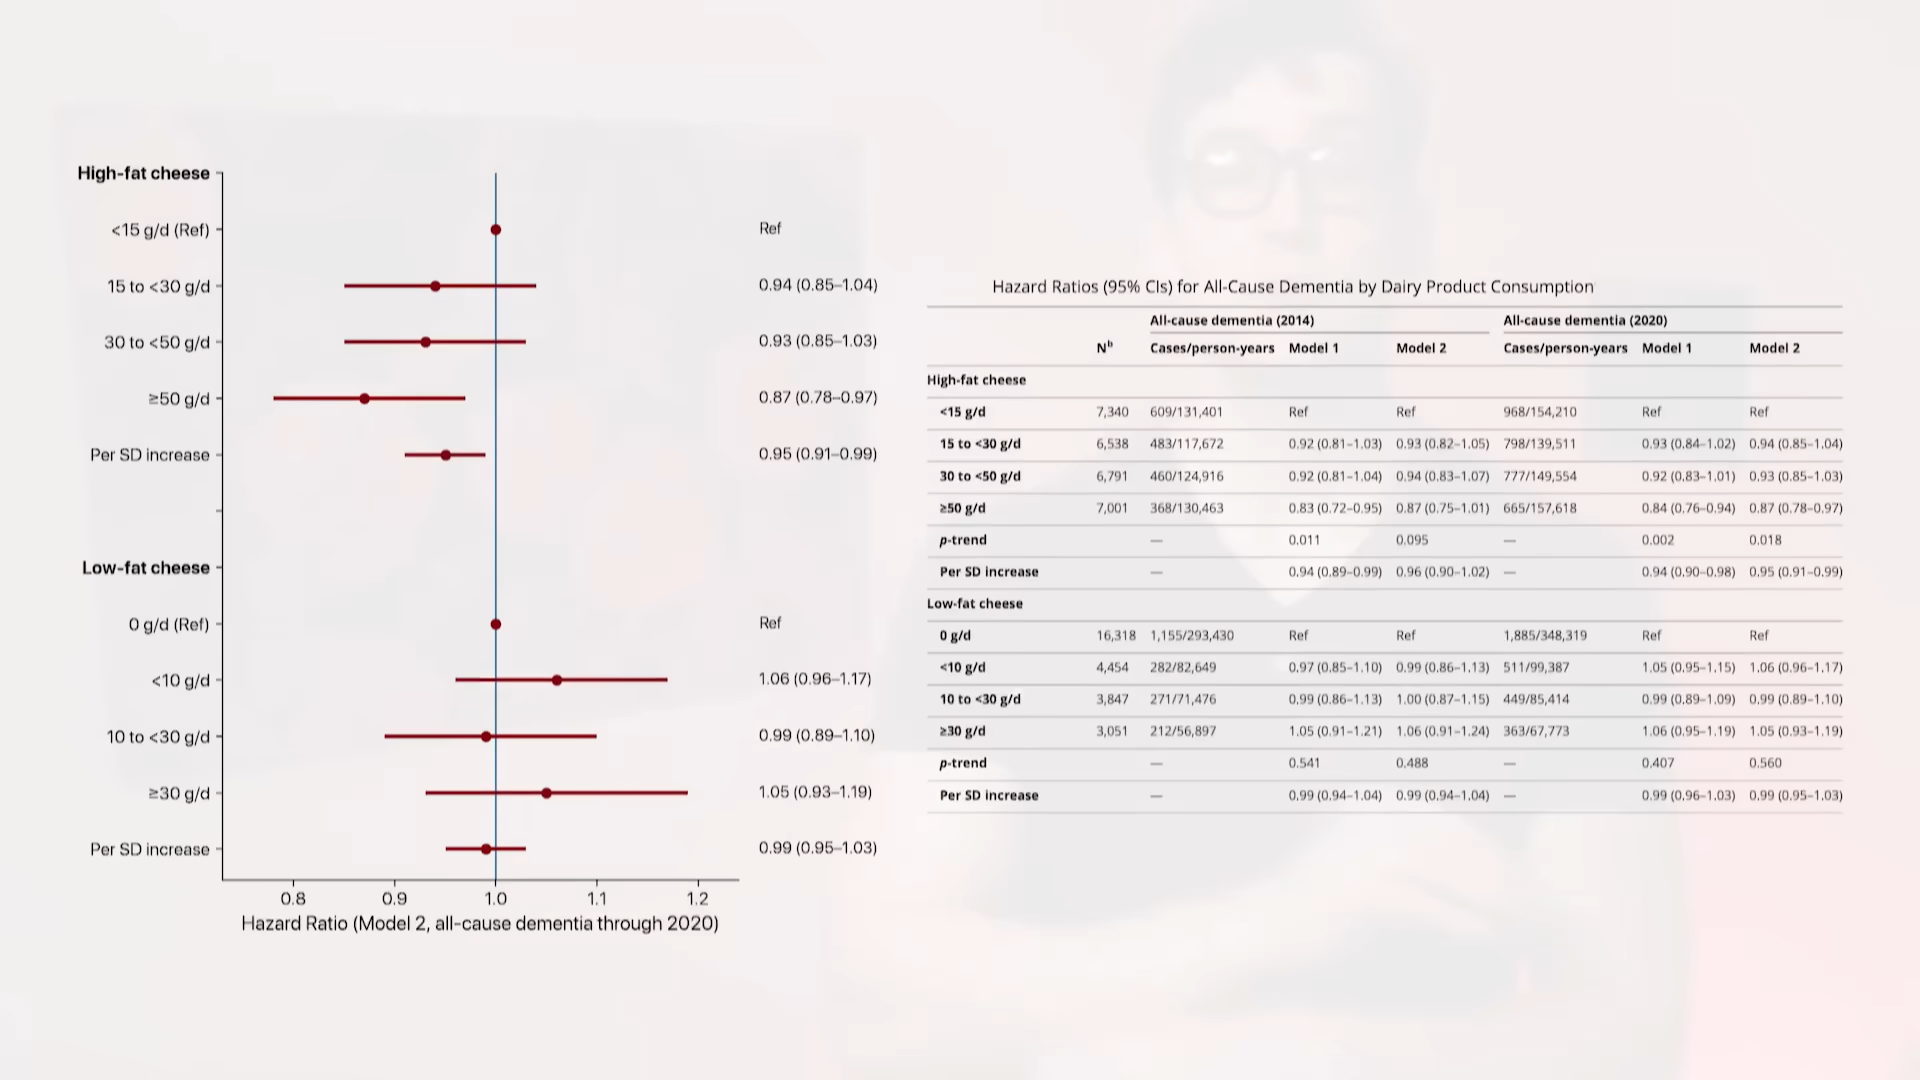 High-fat cheese
<15 g/d (Ref) Ref
15 to <30 g/d 0.94 (0.85–1.04)
30 to <50 g/d 0.93 (0.85–1.03)
≥50 g/d 0.87 (0.78–0.97)
Per SD increase 0.95 (0.91–0.99)
Low-fat cheese
0 g/d (Ref) Ref
<10 g/d 1.06 (0.96–1.17)
10 to <30 g/d 0.99 (0.89–1.10)
≥30 g/d 1.05 (0.93–1.19)
Per SD increase 0.99 (0.95–1.03)
0.8 0.9 1.0 1.1 1.2
Hazard Ratio (Model 2, all-cause dementia through 2020)
Hazard Ratios (95% CIs) for All-Cause Dementia by Dairy Product Consumption
All-cause dementia (2014) All-cause dementia (2020)
Nᵇ Cases/person-years Model 1 Model 2 Cases/person-years Model 1 Model 2
High-fat cheese
<15 g/d 7,340 609/131,401 Ref Ref 968/154,210 Ref Ref
15 to <30 g/d 6,538 483/117,672 0.92 (0.81–1.03) 0.93 (0.82–1.05) 798/139,511 0.93 (0.84–1.02) 0.94 (0.85–1.04)
30 to <50 g/d 6,791 460/124,916 0.92 (0.81–1.04) 0.94 (0.83–1.07) 777/149,554 0.92 (0.83–1.01) 0.93 (0.85–1.03)
≥50 g/d 7,001 368/130,463 0.83 (0.72–0.95) 0.87 (0.75–1.01) 665/157,618 0.84 (0.76–0.94) 0.87 (0.78–0.97)
p-trend — 0.011 0.095 — 0.002 0.018
Per SD increase — 0.94 (0.89–0.99) 0.96 (0.90–1.02) — 0.94 (0.90–0.98) 0.95 (0.91–0.99)
Low-fat cheese
0 g/d 16,318 1,155/293,430 Ref Ref 1,885/348,319 Ref Ref
<10 g/d 4,454 282/82,649 0.97 (0.85–1.10) 0.99 (0.86–1.13) 511/99,387 1.05 (0.95–1.15) 1.06 (0.96–1.17)
10 to <30 g/d 3,847 271/71,476 0.99 (0.86–1.13) 1.00 (0.87–1.15) 449/85,414 0.99 (0.89–1.09) 0.99 (0.89–1.10)
≥30 g/d 3,051 212/56,897 1.05 (0.91–1.21) 1.06 (0.91–1.24) 363/67,773 1.06 (0.95–1.19) 1.05 (0.93–1.19)
p-trend — 0.541 0.488 — 0.407 0.560
Per SD increase — 0.99 (0.94–1.04) 0.99 (0.94–1.04) — 0.99 (0.96–1.03) 0.99 (0.95–1.03)